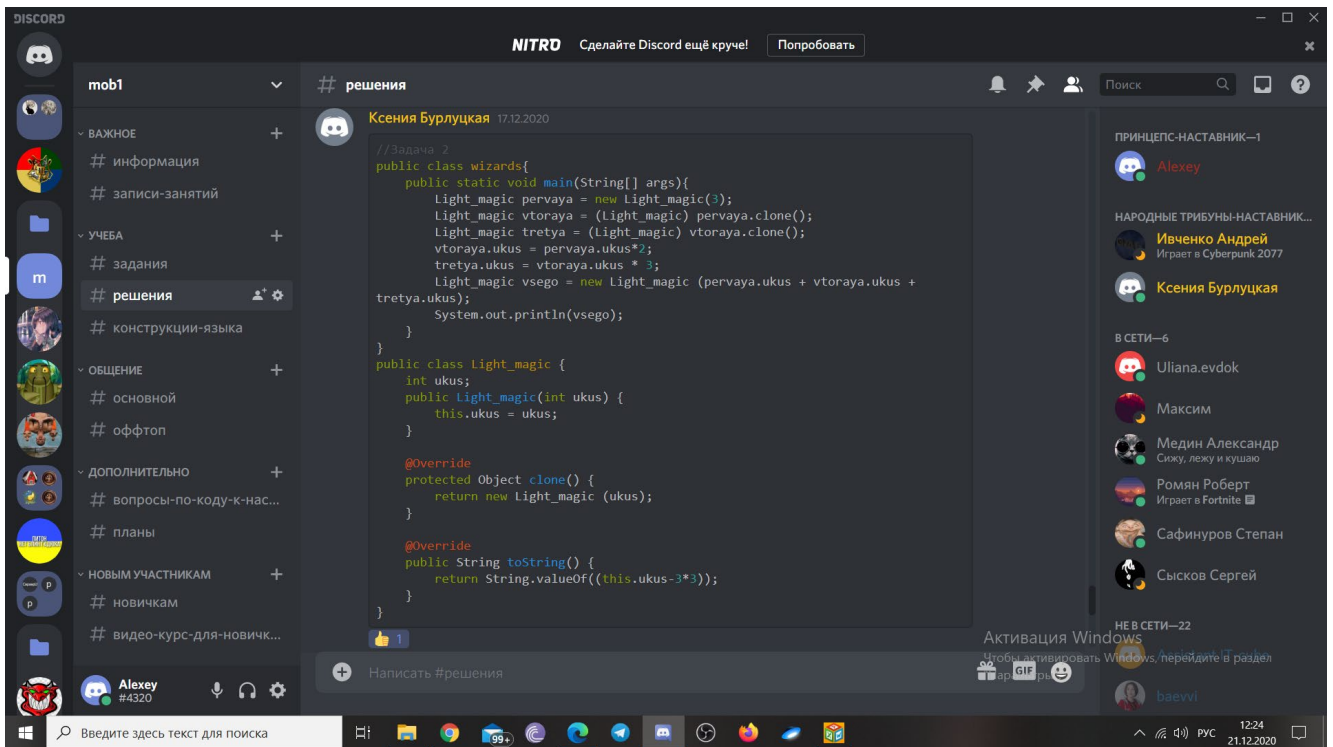 DISCORD
NITRO Сделайте Discord ещё круче! Попробовать
mob1
ВАЖНОЕ
информация
записи-занятий
УЧЕБА
задания
m
решения
конструкции-языка
ОБЩЕНИЕ
основной
оффтоп
ДОПОЛНИТЕЛЬНО
вопросы-по-коду-к-нас...
планы
НОВЫМ УЧАСТНИКАМ
новичкам
видео-курс-для-новичк...
Alexey
#4320
# решения
Поиск
Ксения Бурлуцкая 17.12.2020
//Задача 2
public class wizards{
public static void main(String[] args){
Light_magic pervaya = new Light_magic(3);
Light_magic vtoraya = (Light_magic) pervaya.clone();
Light_magic tretya = (Light_magic) vtoraya.clone();
vtoraya.ukus = pervaya.ukus*2;
tretya.ukus = vtoraya.ukus * 3;
Light_magic vsego = new Light_magic (pervaya.ukus + vtoraya.ukus +
tretya.ukus);
System.out.println(vsego);
}
}
public class Light_magic {
int ukus;
public Light_magic(int ukus) {
this.ukus = ukus;
}
@Override
protected Object clone() {
return new Light_magic (ukus);
}
@Override
public String toString() {
return String.valueOf((this.ukus-3*3));
}
}
1
Написать #решения
GIF
ПРИНЦЕПС-НАСТАВНИК—1
Alexey
НАРОДНЫЕ ТРИБУНЫ-НАСТАВНИК...
Ивченко Андрей
Играет в Cyberpunk 2077
Ксения Бурлуцкая
В СЕТИ—6
Uliana.evdok
Максим
Медин Александр
Сижу, лежу и кушаю
Ромян Роберт
Играет в Fortnite
Сафинуров Степан
Сысков Сергей
НЕ В СЕТИ—22
Активация Windows
Чтобы активировать Windows, перейдите в раздел
baevvi
Введите здесь текст для поиска
99+
РУС
12:24
21.12.2020